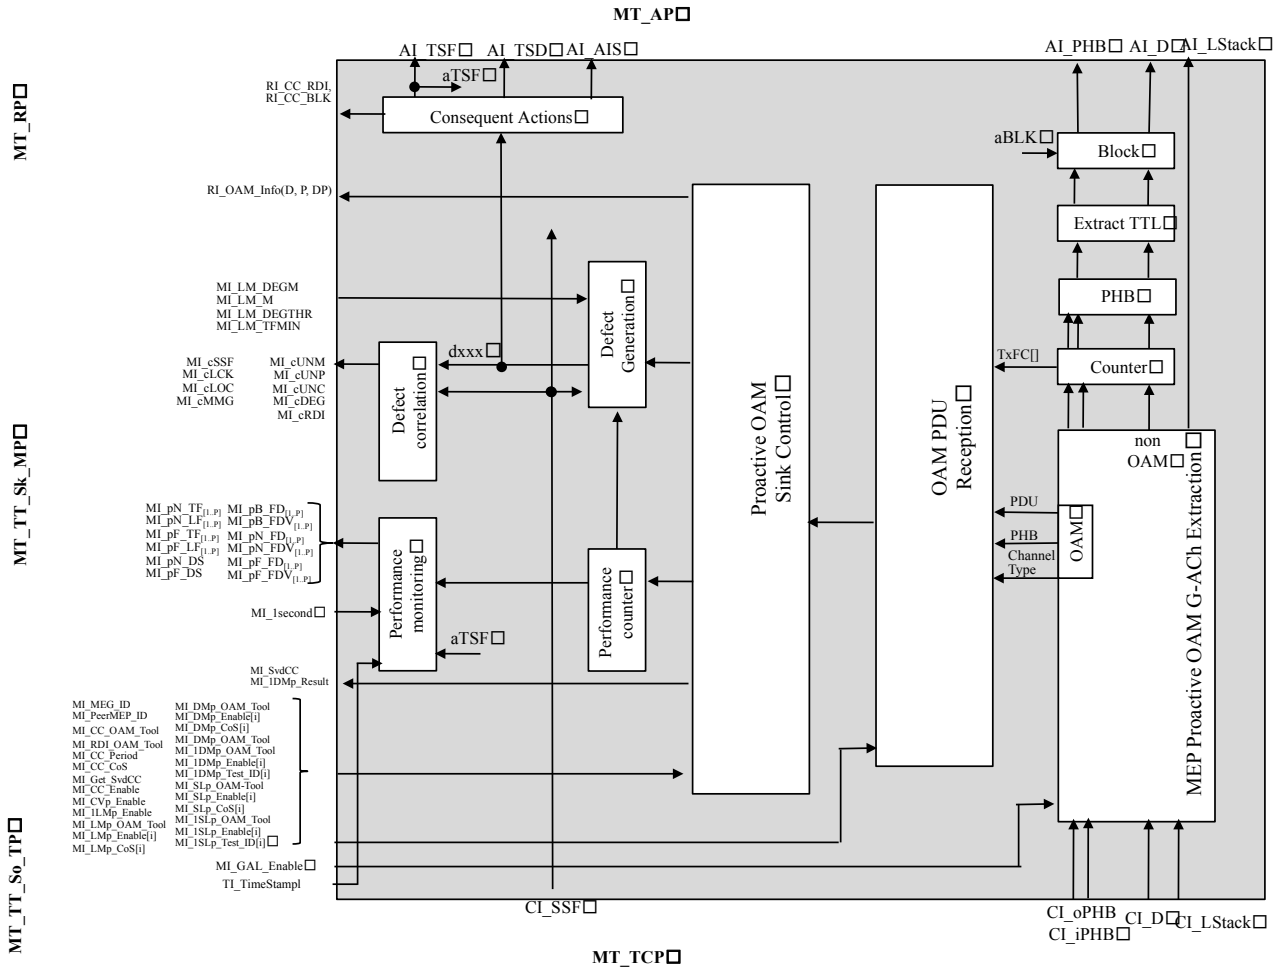 MT_AP
AI_TSF
AI_TSD
AI_AIS
AI_PHB
AI_D
AI_LStack
aTSF
RI_CC_RDI,
RI_CC_BLK
Consequent Actions
MT_RP
aBLK
Block
RI_OAM_Info(D, P, DP)
Extract TTL
MI_LM_DEGM
MI_LM_M
MI_LM_DEGTHR
MI_LM_TFMIN
Defect
Generation
PHB
dxxx
TxFC[]
Counter
MI_cSSF
MI_cLCK
MI_cLOC
MI_cMMG
MI_cUNM
MI_cUNP
MI_cUNC
MI_cDEG
MI_cRDI
Defect
correlation
Proactive OAM
Sink Control
OAM PDU
Reception
non
OAM
MEP Proactive OAM G-ACh Extraction
MT_TT_Sk_MP
PDU
PHB
Channel
Type
OAM
MI_pN_TF[1..P]
MI_pN_LF[1..P]
MI_pF_TF[1..P]
MI_pF_LF[1..P]
MI_pN_DS
MI_pF_DS
MI_pB_FD[1..P]
MI_pB_FDV[1..P]
MI_pN_FD[1..P]
MI_pN_FDV[1..P]
MI_pF_FD[1..P]
MI_pF_FDV[1..P]
Performance
monitoring
Performance
counter
MI_1second
aTSF
MI_SvdCC
MI_1DMp_Result
MI_MEG_ID
MI_PeerMEP_ID
MI_CC_OAM_Tool
MI_RDI_OAM_Tool
MI_CC_Period
MI_CC_CoS
MI_Get_SvdCC
MI_CC_Enable
MI_CVp_Enable
MI_1LMp_Enable
MI_LMp_OAM_Tool
MI_LMp_Enable[i]
MI_LMp_CoS[i]
MI_DMp_OAM_Tool
MI_DMp_Enable[i]
MI_DMp_CoS[i]
MI_DMp_OAM_Tool
MI_1DMp_OAM_Tool
MI_1DMp_Enable[i]
MI_1DMp_Test_ID[i]
MI_SLp_OAM-Tool
MI_SLp_Enable[i]
MI_SLp_CoS[i]
MI_1SLp_OAM_Tool
MI_1SLp_Enable[i]
MI_1SLp_Test_ID[i]
MT_TT_So_TP
MI_GAL_Enable
TI_TimeStampl
CI_SSF
CI_oPHB
CI_iPHB
CI_D
CI_LStack
MT_TCP